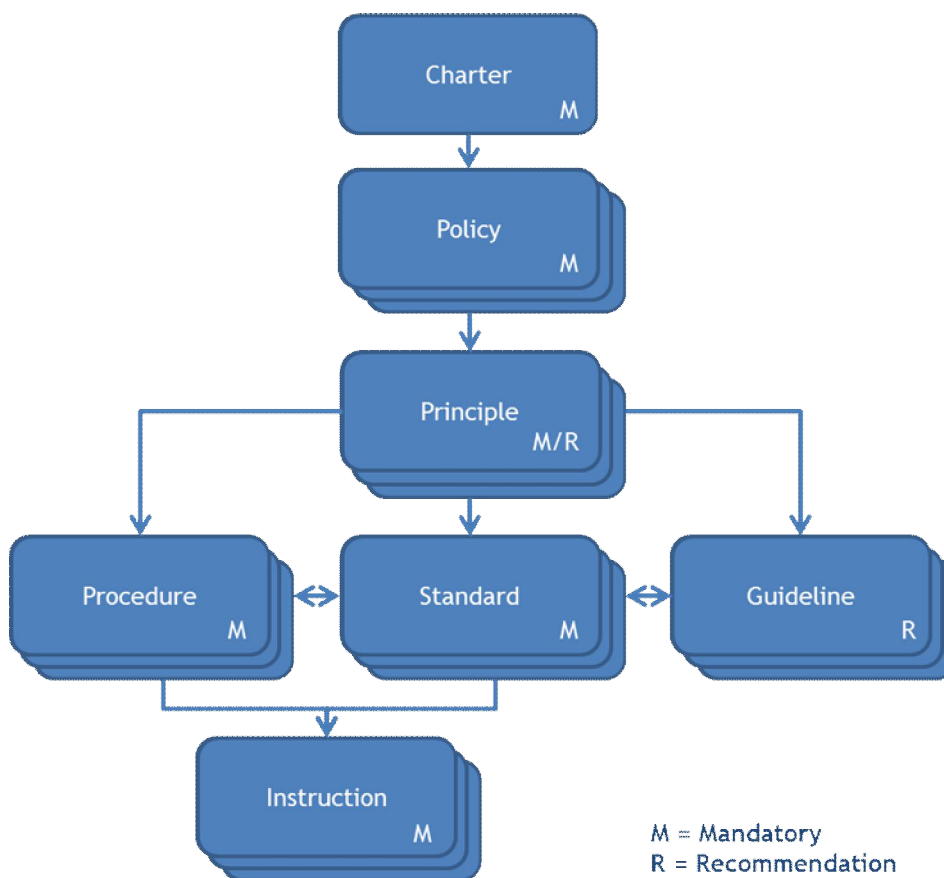 Charter
M
Policy
M
Principle
M/R
Procedure
M
Standard
M
Guideline
R
Instruction
M
M = Mandatory
R = Recommendation